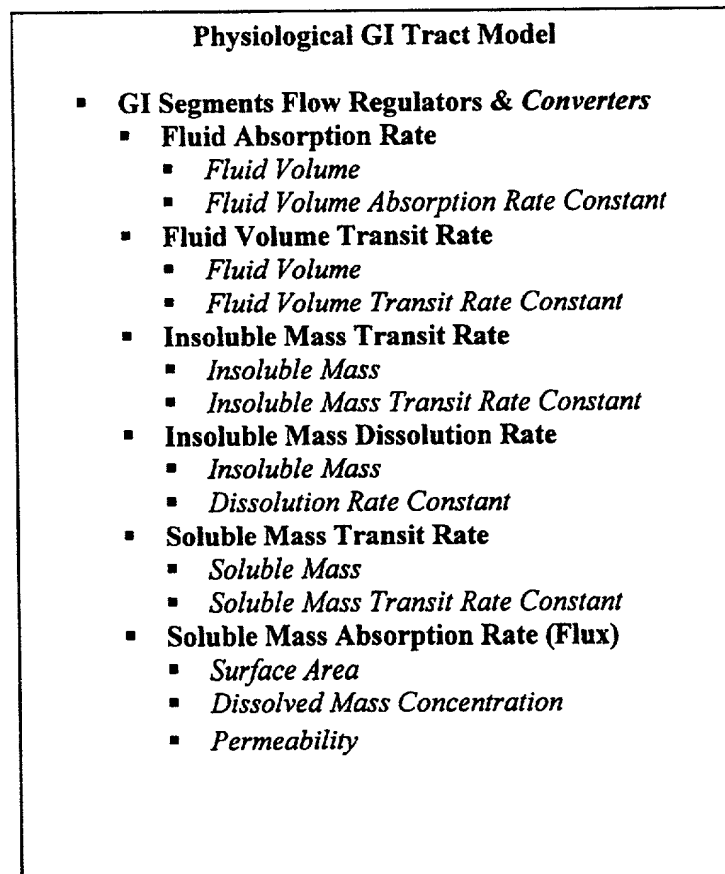 Physiological GI Tract Model
▪ GI Segments Flow Regulators & Converters
▪ Fluid Absorption Rate
▪ Fluid Volume
▪ Fluid Volume Absorption Rate Constant
▪ Fluid Volume Transit Rate
▪ Fluid Volume
▪ Fluid Volume Transit Rate Constant
▪ Insoluble Mass Transit Rate
▪ Insoluble Mass
▪ Insoluble Mass Transit Rate Constant
▪ Insoluble Mass Dissolution Rate
▪ Insoluble Mass
▪ Dissolution Rate Constant
▪ Soluble Mass Transit Rate
▪ Soluble Mass
▪ Soluble Mass Transit Rate Constant
▪ Soluble Mass Absorption Rate (Flux)
▪ Surface Area
▪ Dissolved Mass Concentration
▪ Permeability